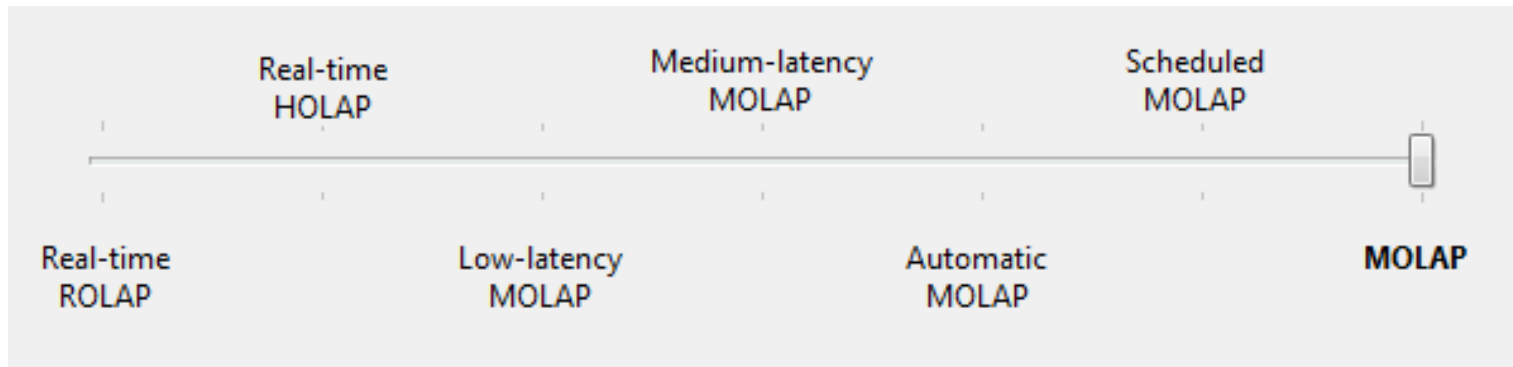 Real-time
HOLAP
Medium-latency
MOLAP
Scheduled
MOLAP
Real-time
ROLAP
Low-latency
MOLAP
Automatic
MOLAP
MOLAP